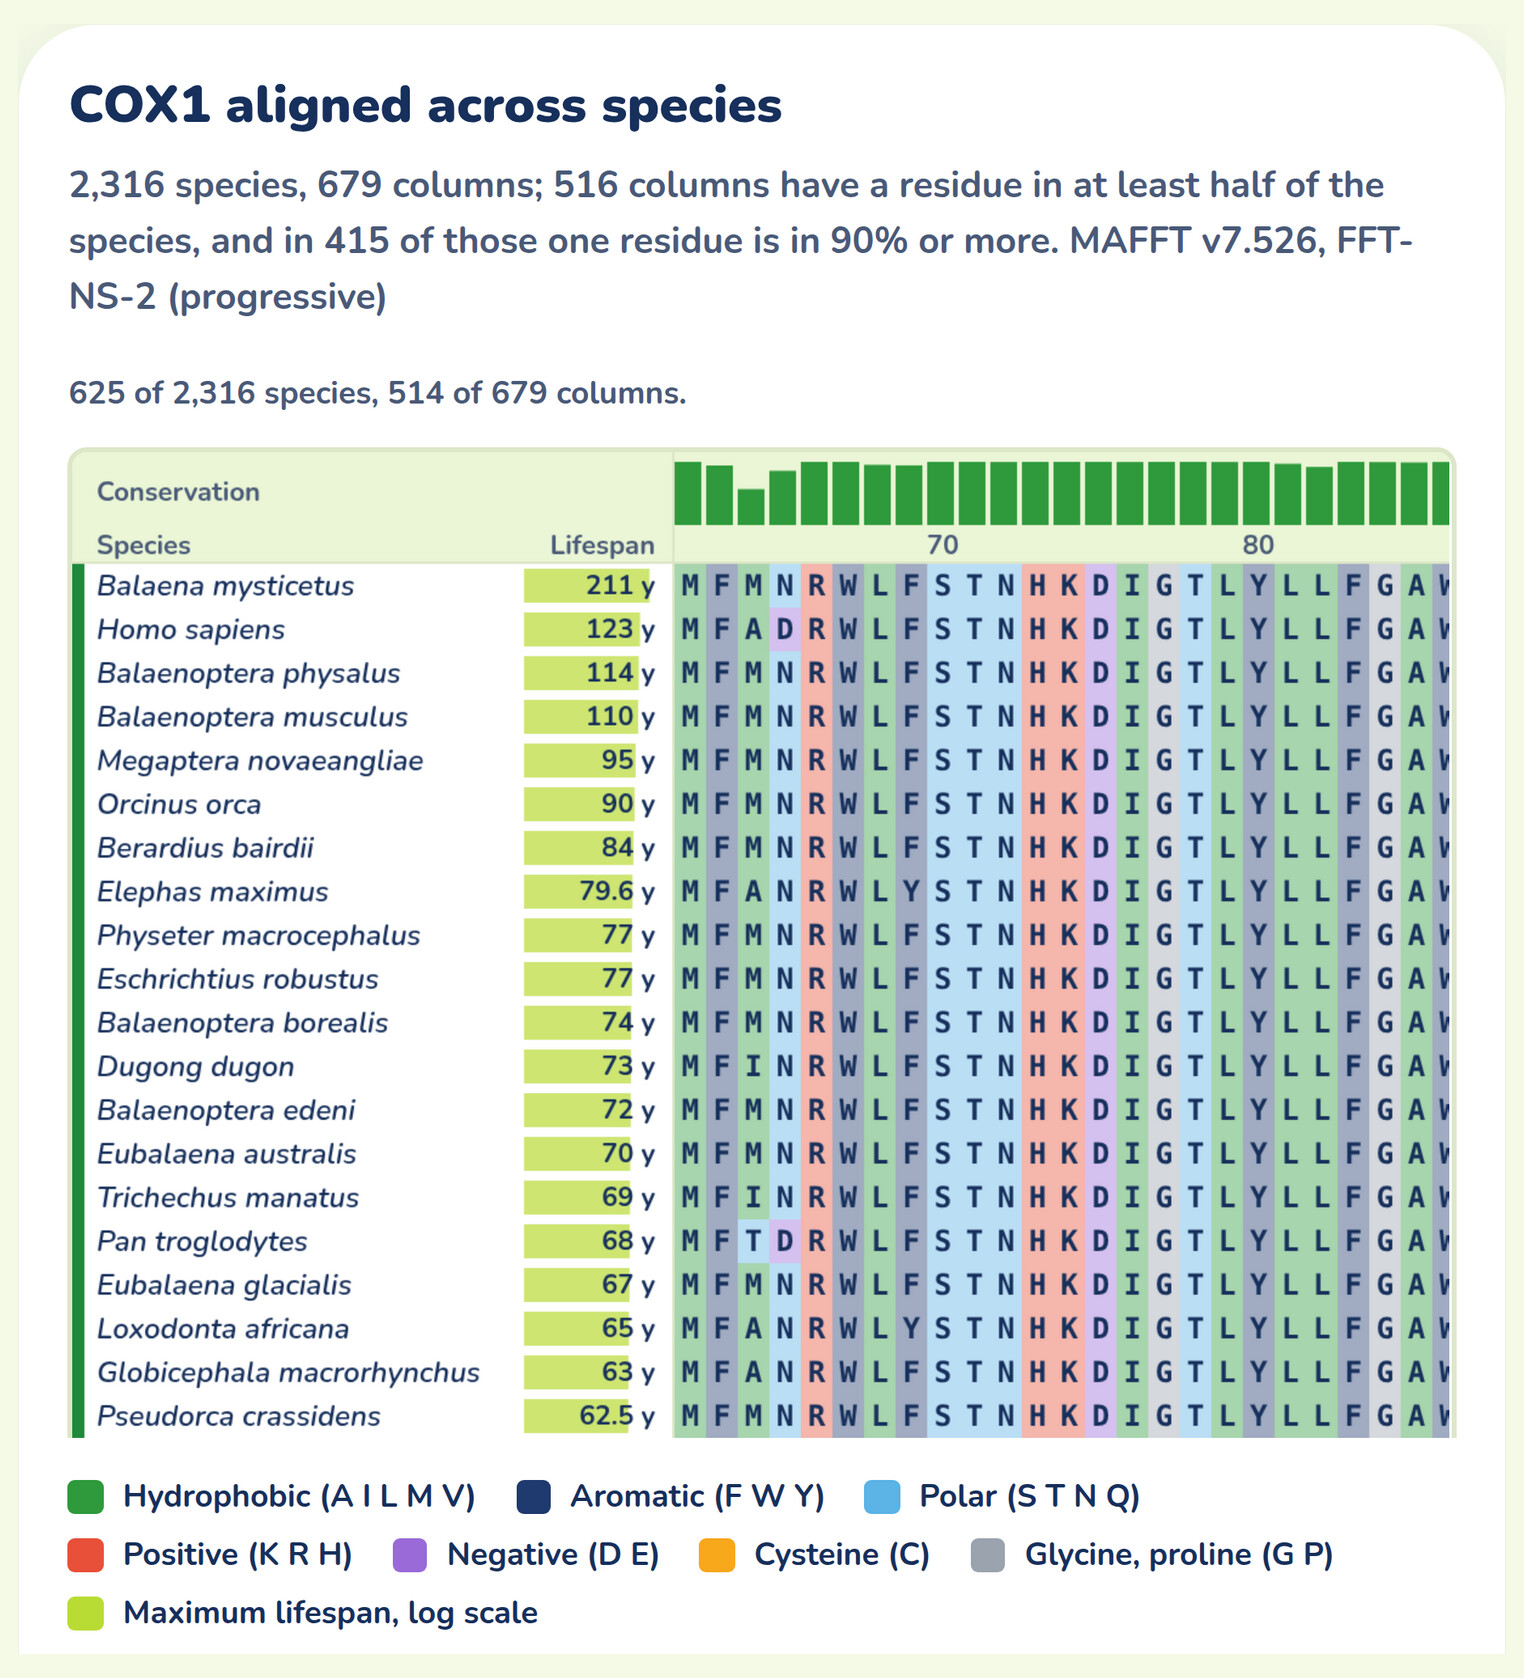 COX1 aligned across species
2,316 species, 679 columns; 516 columns have a residue in at least half of the
species, and in 415 of those one residue is in 90% or more. MAFFT v7.526, FFT-
NS-2 (progressive)
625 of 2,316 species, 514 of 679 columns.
Conservation
Species Lifespan 70 80
Balaena mysticetus 211 y M F M N R W L F S T N H K D I G T L Y L L F G A W
Homo sapiens 123 y M F A D R W L F S T N H K D I G T L Y L L F G A W
Balaenoptera physalus 114 y M F M N R W L F S T N H K D I G T L Y L L F G A W
Balaenoptera musculus 110 y M F M N R W L F S T N H K D I G T L Y L L F G A W
Megaptera novaeangliae 95 y M F M N R W L F S T N H K D I G T L Y L L F G A W
Orcinus orca 90 y M F M N R W L F S T N H K D I G T L Y L L F G A W
Berardius bairdii 84 y M F M N R W L F S T N H K D I G T L Y L L F G A W
Elephas maximus 79.6 y M F A N R W L Y S T N H K D I G T L Y L L F G A W
Physeter macrocephalus 77 y M F M N R W L F S T N H K D I G T L Y L L F G A W
Eschrichtius robustus 77 y M F M N R W L F S T N H K D I G T L Y L L F G A W
Balaenoptera borealis 74 y M F M N R W L F S T N H K D I G T L Y L L F G A W
Dugong dugon 73 y M F I N R W L F S T N H K D I G T L Y L L F G A W
Balaenoptera edeni 72 y M F M N R W L F S T N H K D I G T L Y L L F G A W
Eubalaena australis 70 y M F M N R W L F S T N H K D I G T L Y L L F G A W
Trichechus manatus 69 y M F I N R W L F S T N H K D I G T L Y L L F G A W
Pan troglodytes 68 y M F T D R W L F S T N H K D I G T L Y L L F G A W
Eubalaena glacialis 67 y M F M N R W L F S T N H K D I G T L Y L L F G A W
Loxodonta africana 65 y M F A N R W L Y S T N H K D I G T L Y L L F G A W
Globicephala macrorhynchus 63 y M F A N R W L F S T N H K D I G T L Y L L F G A W
Pseudorca crassidens 62.5 y M F M N R W L F S T N H K D I G T L Y L L F G A W
Hydrophobic (A I L M V) Aromatic (F W Y) Polar (S T N Q)
Positive (K R H) Negative (D E) Cysteine (C) Glycine, proline (G P)
Maximum lifespan, log scale